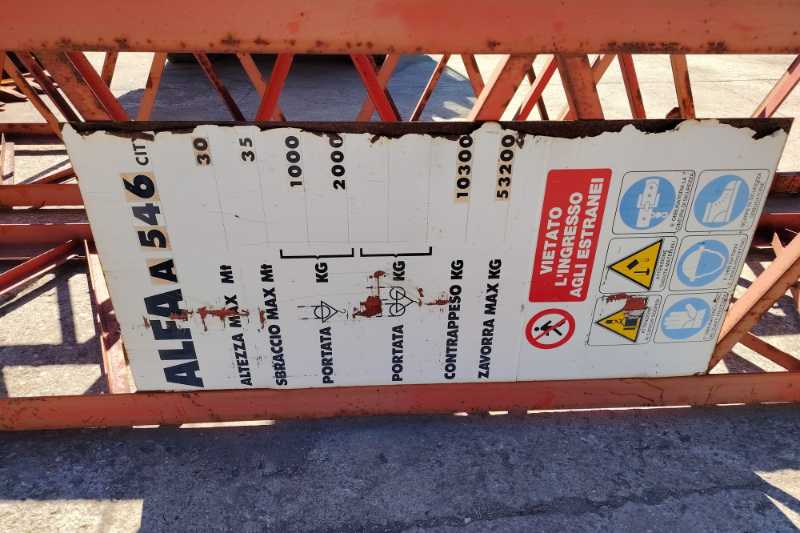 ALFA A 546 CITY
ALTEZZA MAX Mt 30
SBRACCIO MAX Mt 35
PORTATA KG 1000
2000
PORTATA KG
CONTRAPPESO KG 10300
ZAVORRA MAX KG 53200
VIETATO
L'INGRESSO
AGLI ESTRANEI